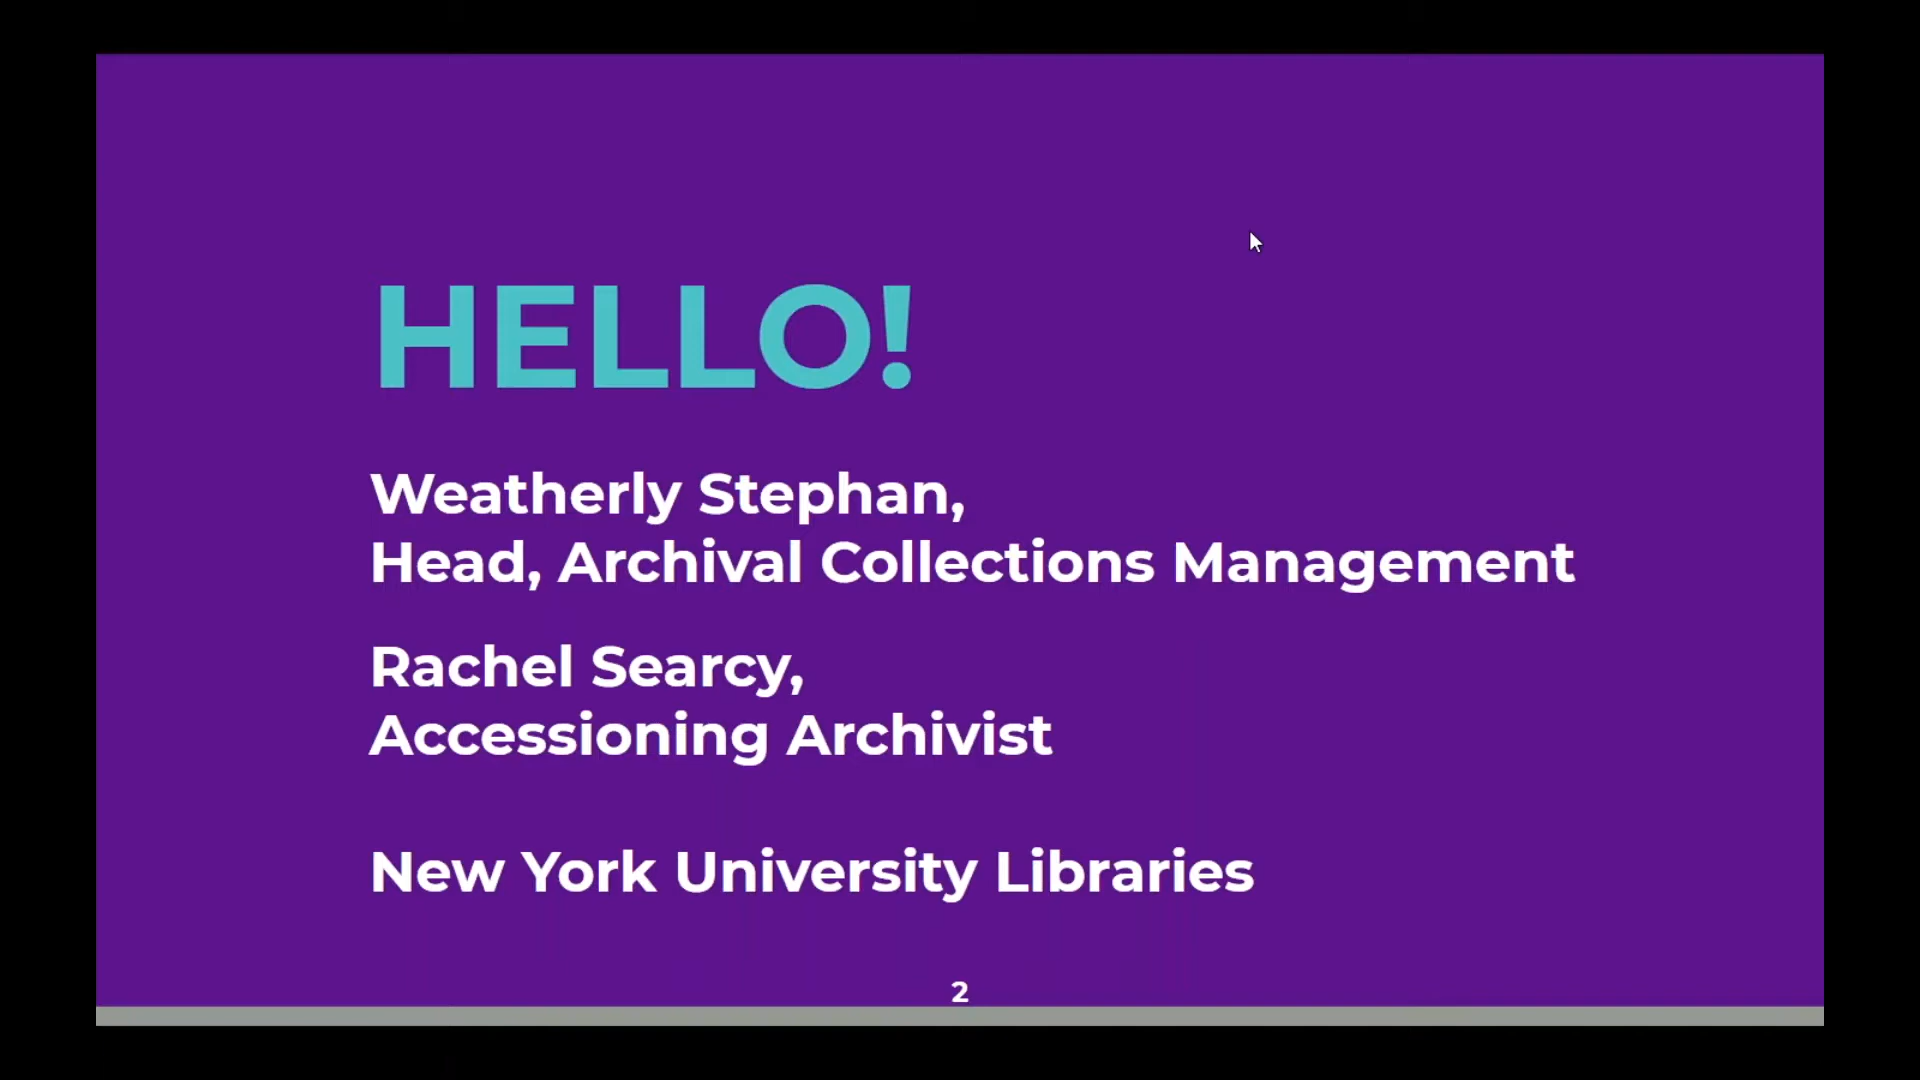 HELLO!
Weatherly Stephan,
Head, Archival Collections Management
Rachel Searcy,
Accessioning Archivist
New York University Libraries
2